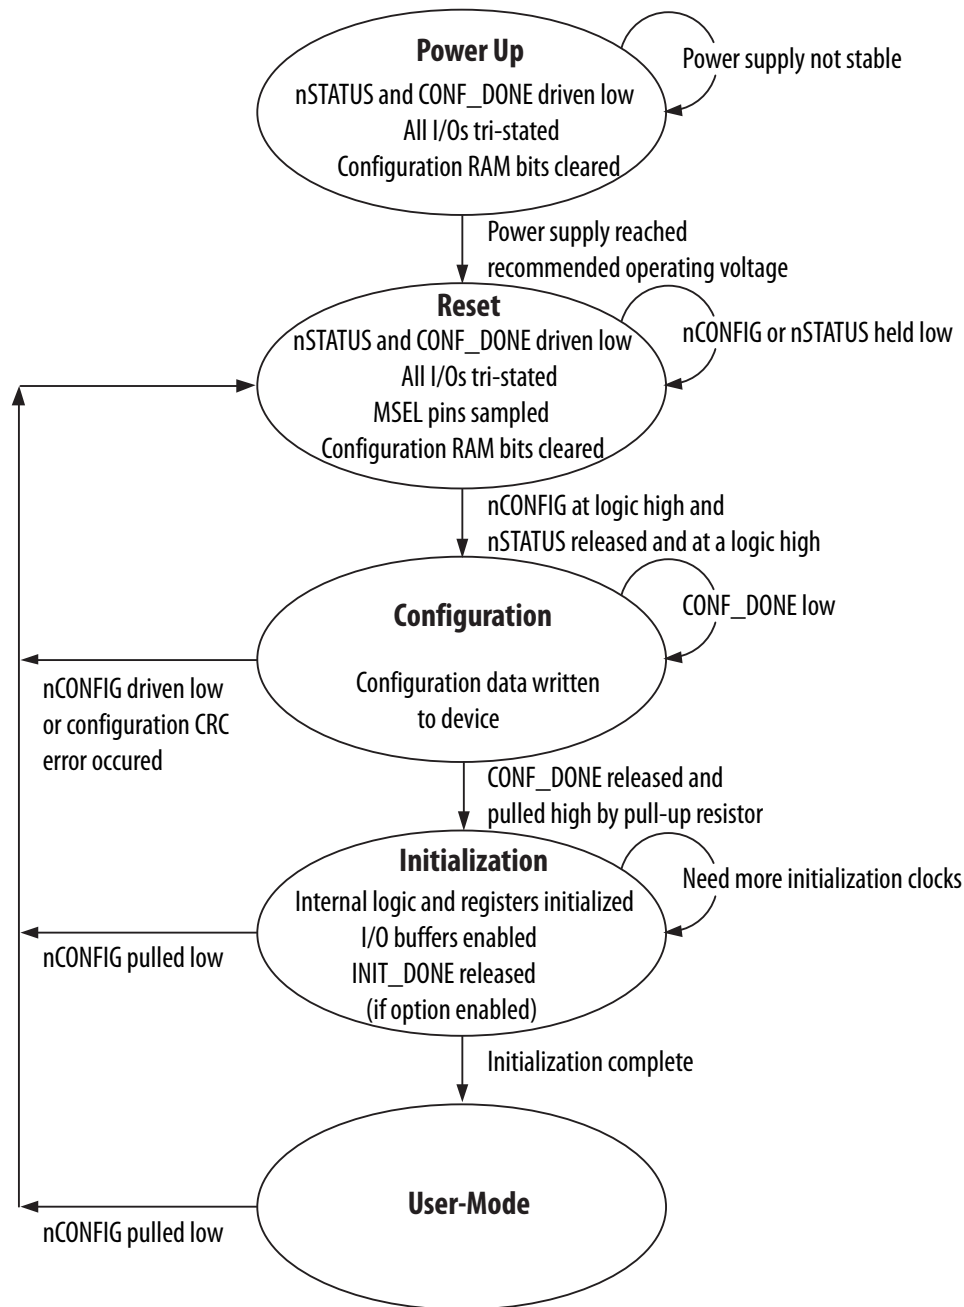 Power Up
nSTATUS and CONF_DONE driven low
All I/Os tri-stated
Configuration RAM bits cleared
Power supply not stable
Power supply reached
recommended operating voltage
Reset
nSTATUS and CONF_DONE driven low
All I/Os tri-stated
MSEL pins sampled
Configuration RAM bits cleared
nCONFIG or nSTATUS held low
nCONFIG at logic high and
nSTATUS released and at a logic high
Configuration
Configuration data written
to device
CONF_DONE low
nCONFIG driven low
or configuration CRC
error occured
CONF_DONE released and
pulled high by pull-up resistor
Initialization
Internal logic and registers initialized
I/O buffers enabled
INIT_DONE released
(if option enabled)
Need more initialization clocks
nCONFIG pulled low
Initialization complete
User-Mode
nCONFIG pulled low